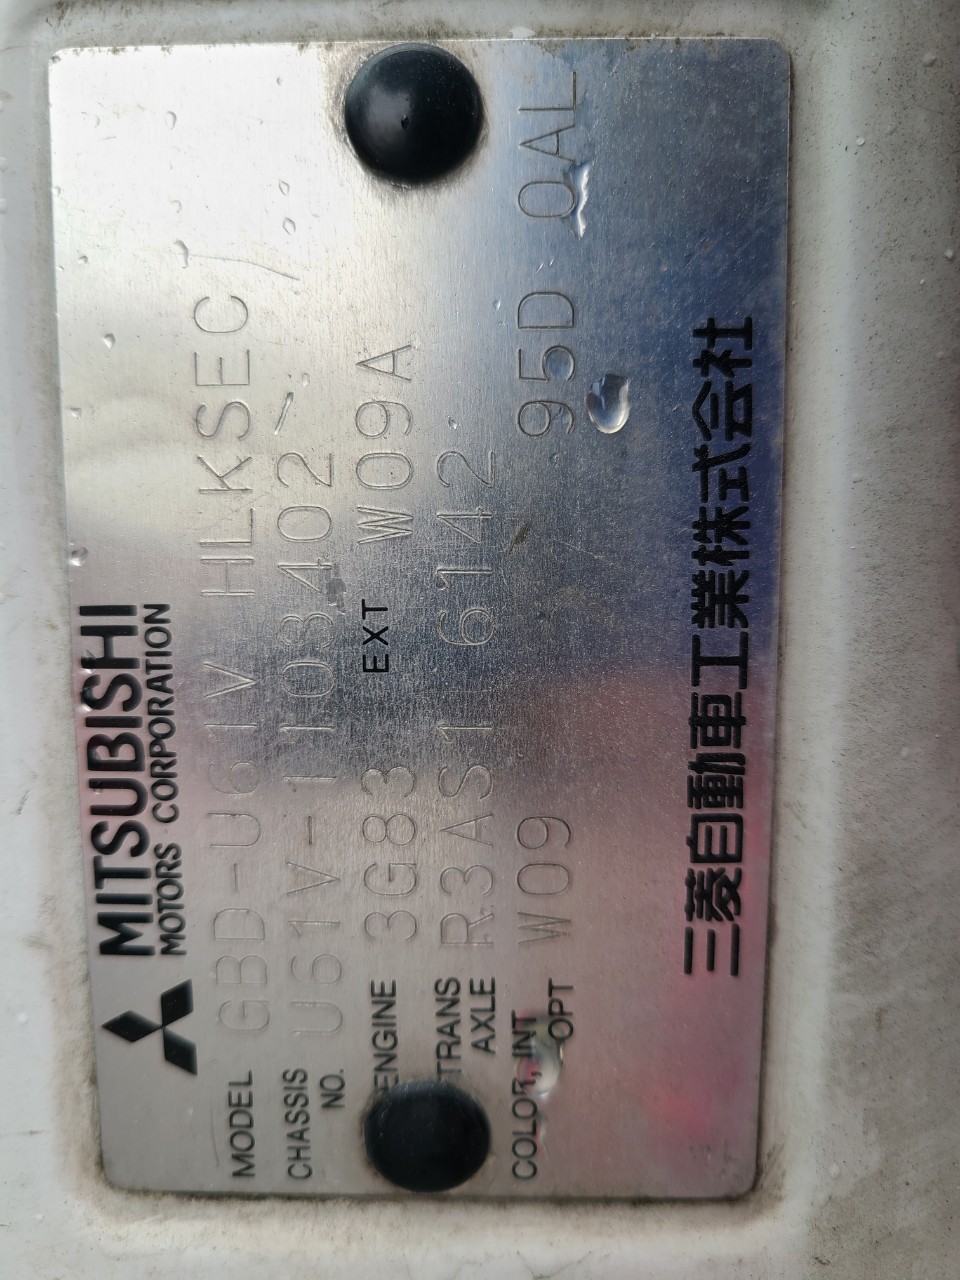 MITSUBISHI
MOTORS CORPORATION
MODEL GBD-U61V HLKSEC
CHASSIS NO. U61V-1103402
ENGINE 3G83 EXT W09A
TRANS AXLE R3AS1 6142
COLOR, INT OPT W09 95D 0AL
三菱自動車工業株式会社